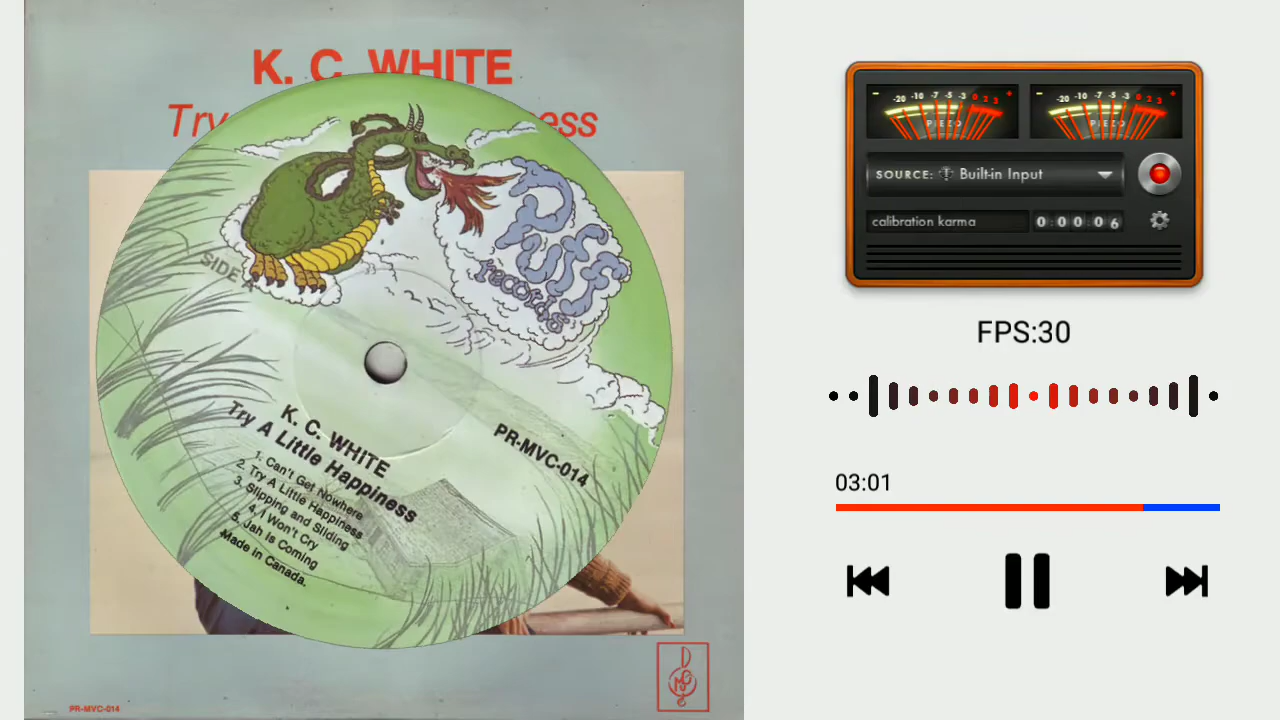 K. C. WHITE
Try
ess
Puff
records
SIDE A
K. C. WHITE
Try A Little Happiness
1. Can't Get Nowhere
2. Try A Little Happiness
3. Slipping and Sliding
4. I Won't Cry
5. Jah Is Coming
Made in Canada.
PR-MVC-014
PR-MVC-014
- -20 -10 -7 -5 -3 0 2 3 +
PIEZO
- -20 -10 -7 -5 -3 0 2 3 +
PIEZO
SOURCE: Built-in Input
calibration karma
0:00:06
FPS:30
03:01